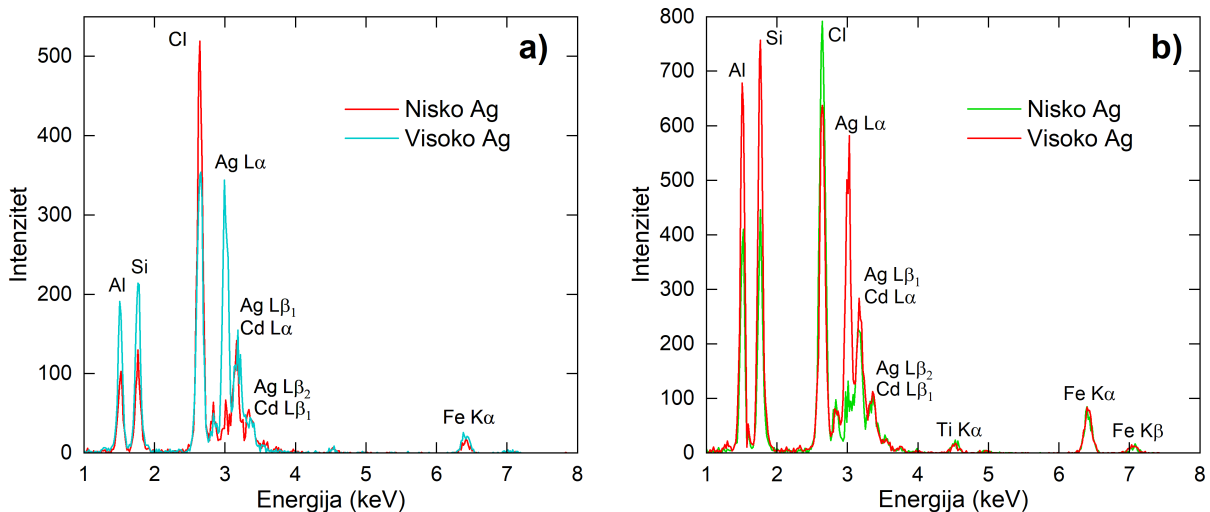 a)
500
400
300
200
100
0
Intenzitet
1 2 3 4 5 6 7 8
Energija (keV)
Nisko Ag
Visoko Ag
Al
Si
Cl
Ag Lα
Ag Lβ₁
Cd Lα
Ag Lβ₂
Cd Lβ₁
Fe Kα
b)
800
700
600
500
400
300
200
100
0
Intenzitet
1 2 3 4 5 6 7 8
Energija (keV)
Nisko Ag
Visoko Ag
Al
Si
Cl
Ag Lα
Ag Lβ₁
Cd Lα
Ag Lβ₂
Cd Lβ₁
Ti Kα
Fe Kα
Fe Kβ